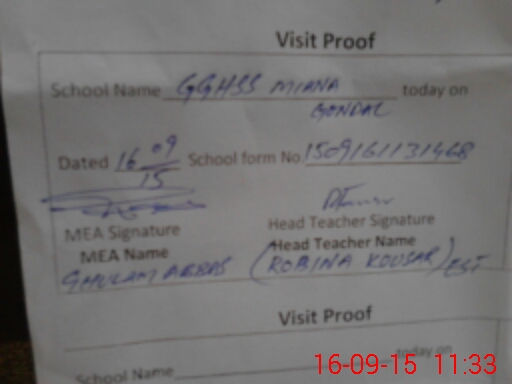 Visit Proof
School Name GGHSS MIANA today on
GONDAL
Dated 16 09 School form No 1509161131468
15
MEA Signature Head Teacher Signature
MEA Name Head Teacher Name
GHULAM ABBAS (ROBINA KOUSAR) EST
Visit Proof
today on
School Name
16-09-15 11:33